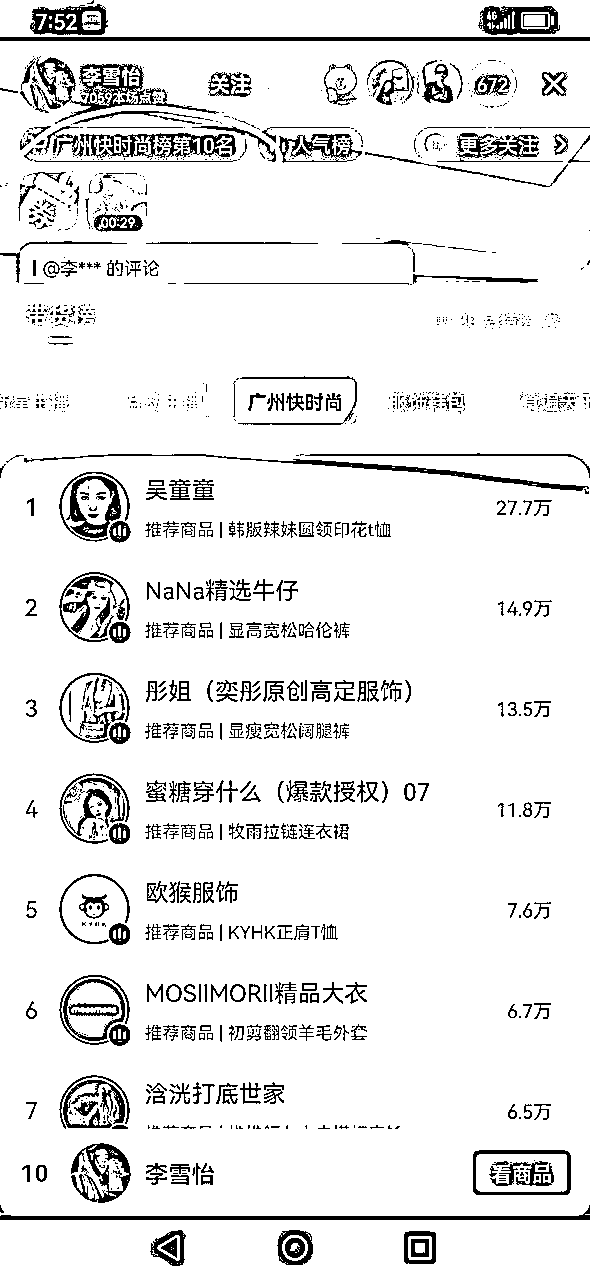 7:52
李雪怡
关注
7059本场点赞
672
广州快时尚榜第10名
人气榜
更多关注
券
00:29
@李*** 的评论
带货榜
广州快时尚
服饰鞋包
1
吴童童
27.7万
推荐商品 | 韩版辣妹圆领印花t恤
2
NaNa精选牛仔
14.9万
推荐商品 | 显高宽松哈伦裤
3
彤姐（奕彤原创高定服饰）
13.5万
推荐商品 | 显瘦宽松阔腿裤
4
蜜糖穿什么（爆款授权）07
11.8万
推荐商品 | 牧雨拉链连衣裙
5
欧猴服饰
7.6万
推荐商品 | KYHK正肩T恤
6
MOSIIMORII精品大衣
6.7万
推荐商品 | 初剪翻领羊毛外套
7
浛洸打底世家
6.5万
10
李雪怡
看商品